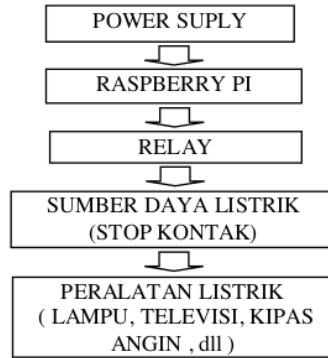 POWER SUPLY
RASPBERRY PI
RELAY
SUMBER DAYA LISTRIK
(STOP KONTAK)
PERALATAN LISTRIK
( LAMPU, TELEVISI, KIPAS
ANGIN , dll )